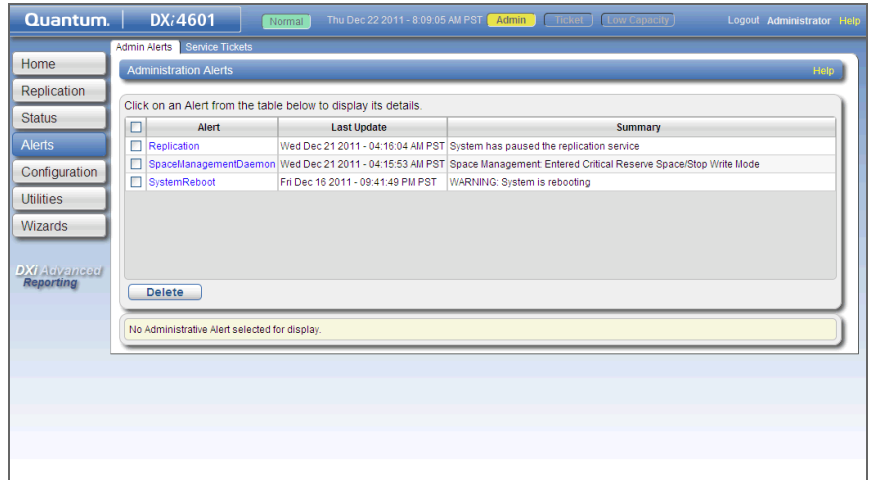 Quantum. DXi4601 Normal Thu Dec 22 2011 - 8:09:05 AM PST Admin Ticket Low Capacity Logout Administrator Help
Admin Alerts Service Tickets
Home
Replication
Status
Alerts
Configuration
Utilities
Wizards
DXi Advanced
Reporting
Administration Alerts Help
Click on an Alert from the table below to display its details.
Alert Last Update Summary
Replication Wed Dec 21 2011 - 04:16:04 AM PST System has paused the replication service
SpaceManagementDaemon Wed Dec 21 2011 - 04:15:53 AM PST Space Management: Entered Critical Reserve Space/Stop Write Mode
SystemReboot Fri Dec 16 2011 - 09:41:49 PM PST WARNING: System is rebooting
Delete
No Administrative Alert selected for display.